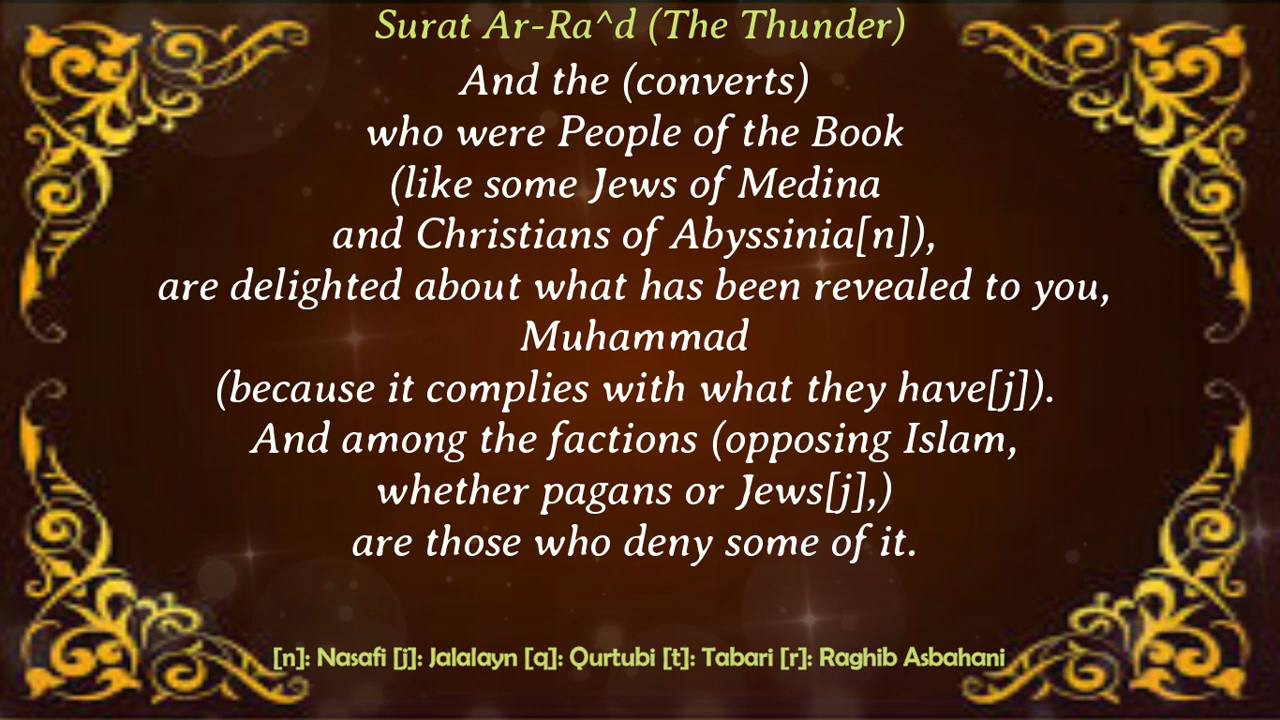 Surat Ar-Ra^d (The Thunder)
And the (converts)
who were People of the Book
(like some Jews of Medina
and Christians of Abyssinia[n]),
are delighted about what has been revealed to you,
Muhammad
(because it complies with what they have[j]).
And among the factions (opposing Islam,
whether pagans or Jews[j],)
are those who deny some of it.
[n]: Nasafi [j]: Jalalayn [q]: Qurtubi [t]: Tabari [r]: Raghib Asbahani